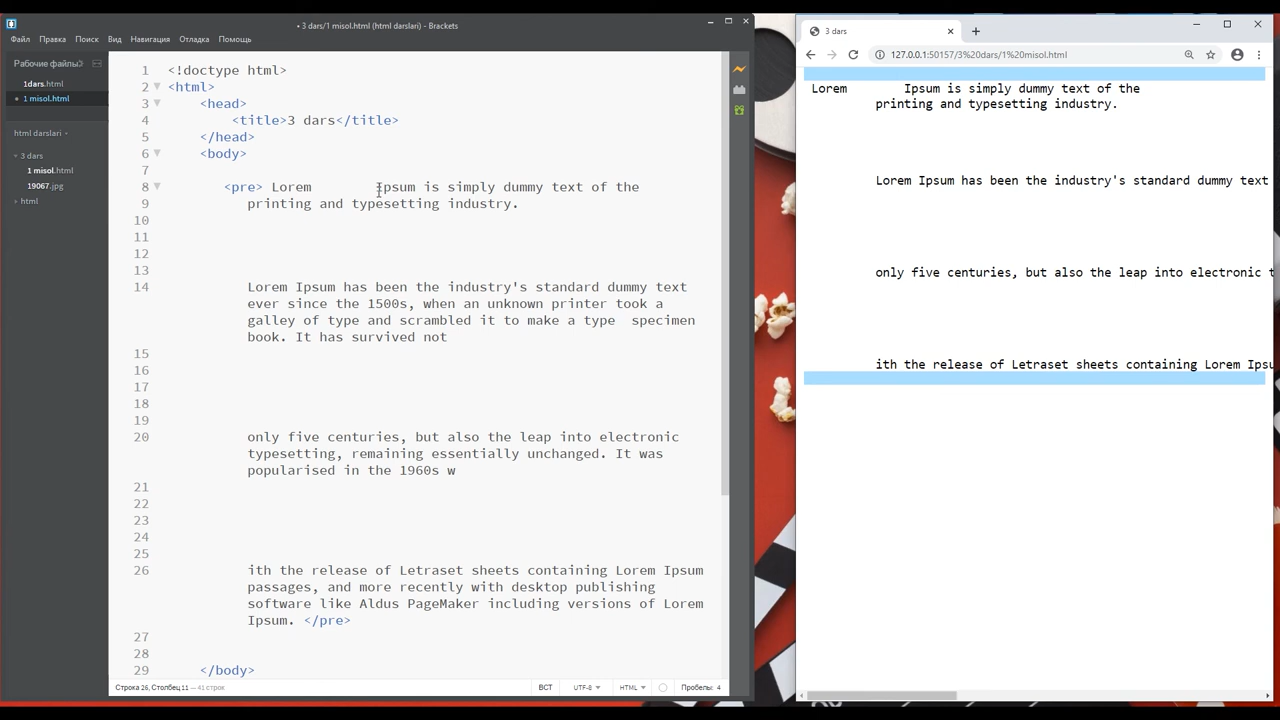 • 3 dars/1 misol.html (html darslari) - Brackets
Файл Правка Поиск Вид Навигация Отладка Помощь
Рабочие файлы
1dars.html
• 1 misol.html
html darslari
3 dars
1 misol.html
19067.jpg
html
1 <!doctype html>
2 <html>
3 <head>
4 <title>3 dars</title>
5 </head>
6 <body>
7
8 <pre> Lorem Ipsum is simply dummy text of the
9 printing and typesetting industry.
10
11
12
13
14 Lorem Ipsum has been the industry's standard dummy text
ever since the 1500s, when an unknown printer took a
galley of type and scrambled it to make a type specimen
book. It has survived not
15
16
17
18
19
20 only five centuries, but also the leap into electronic
typesetting, remaining essentially unchanged. It was
popularised in the 1960s w
21
22
23
24
25
26 ith the release of Letraset sheets containing Lorem Ipsum
passages, and more recently with desktop publishing
software like Aldus PageMaker including versions of Lorem
Ipsum. </pre>
27
28
29 </body>
Строка 26, Столбец 11 — 41 строк
ВСТ UTF-8 HTML Пробелы: 4
3 dars
127.0.0.1:50157/3%20dars/1%20misol.html
Lorem Ipsum is simply dummy text of the
printing and typesetting industry.
Lorem Ipsum has been the industry's standard dummy text
only five centuries, but also the leap into electronic t
ith the release of Letraset sheets containing Lorem Ipsu